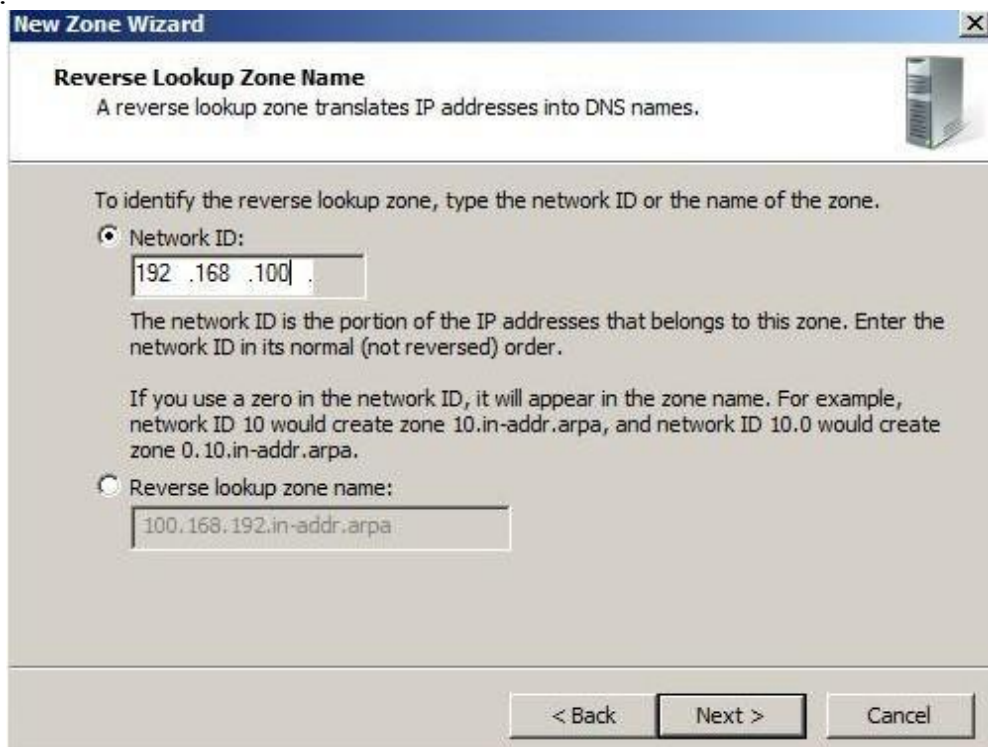 .
New Zone Wizard
Reverse Lookup Zone Name
A reverse lookup zone translates IP addresses into DNS names.
To identify the reverse lookup zone, type the network ID or the name of the zone.
Network ID:
192 .168 .100 .
The network ID is the portion of the IP addresses that belongs to this zone. Enter the
network ID in its normal (not reversed) order.
If you use a zero in the network ID, it will appear in the zone name. For example,
network ID 10 would create zone 10.in-addr.arpa, and network ID 10.0 would create
zone 0.10.in-addr.arpa.
Reverse lookup zone name:
100.168.192.in-addr.arpa
< Back Next > Cancel